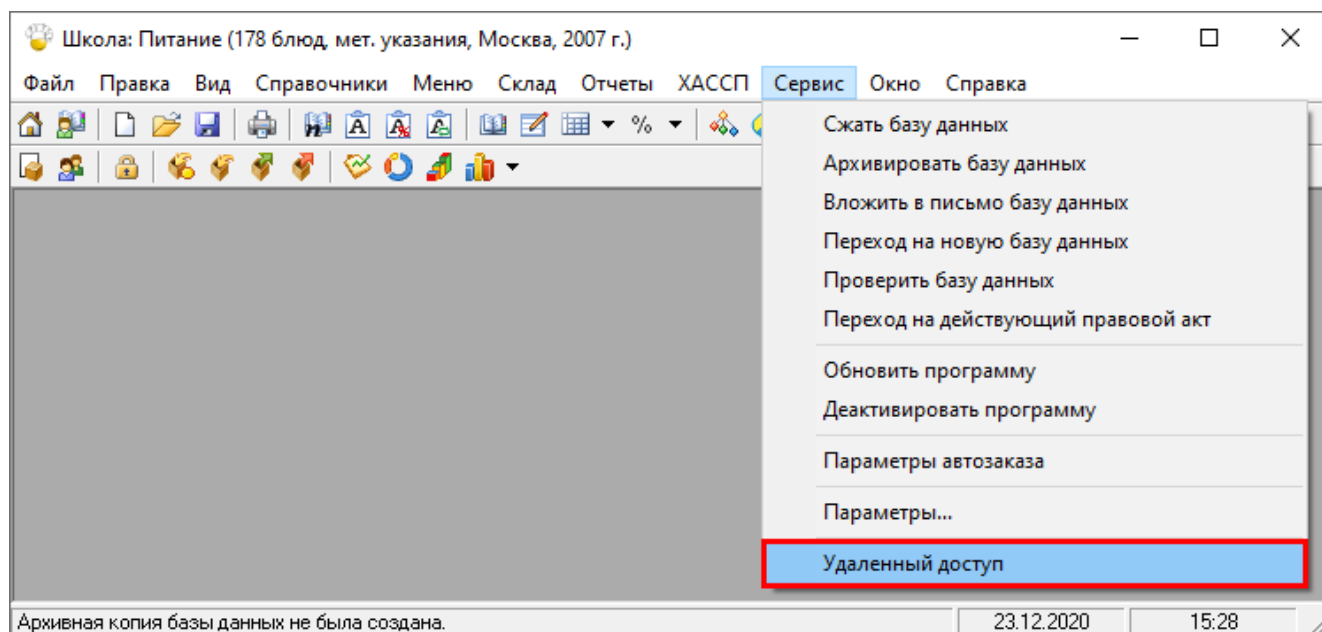 Школа: Питание (178 блюд, мет. указания, Москва, 2007 г.)
Файл Правка Вид Справочники Меню Склад Отчеты ХАССП Сервис Окно Справка
%
Сжать базу данных
Архивировать базу данных
Вложить в письмо базу данных
Переход на новую базу данных
Проверить базу данных
Переход на действующий правовой акт
Обновить программу
Деактивировать программу
Параметры автозаказа
Параметры...
Удаленный доступ
Архивная копия базы данных не была создана. 23.12.2020 15:28